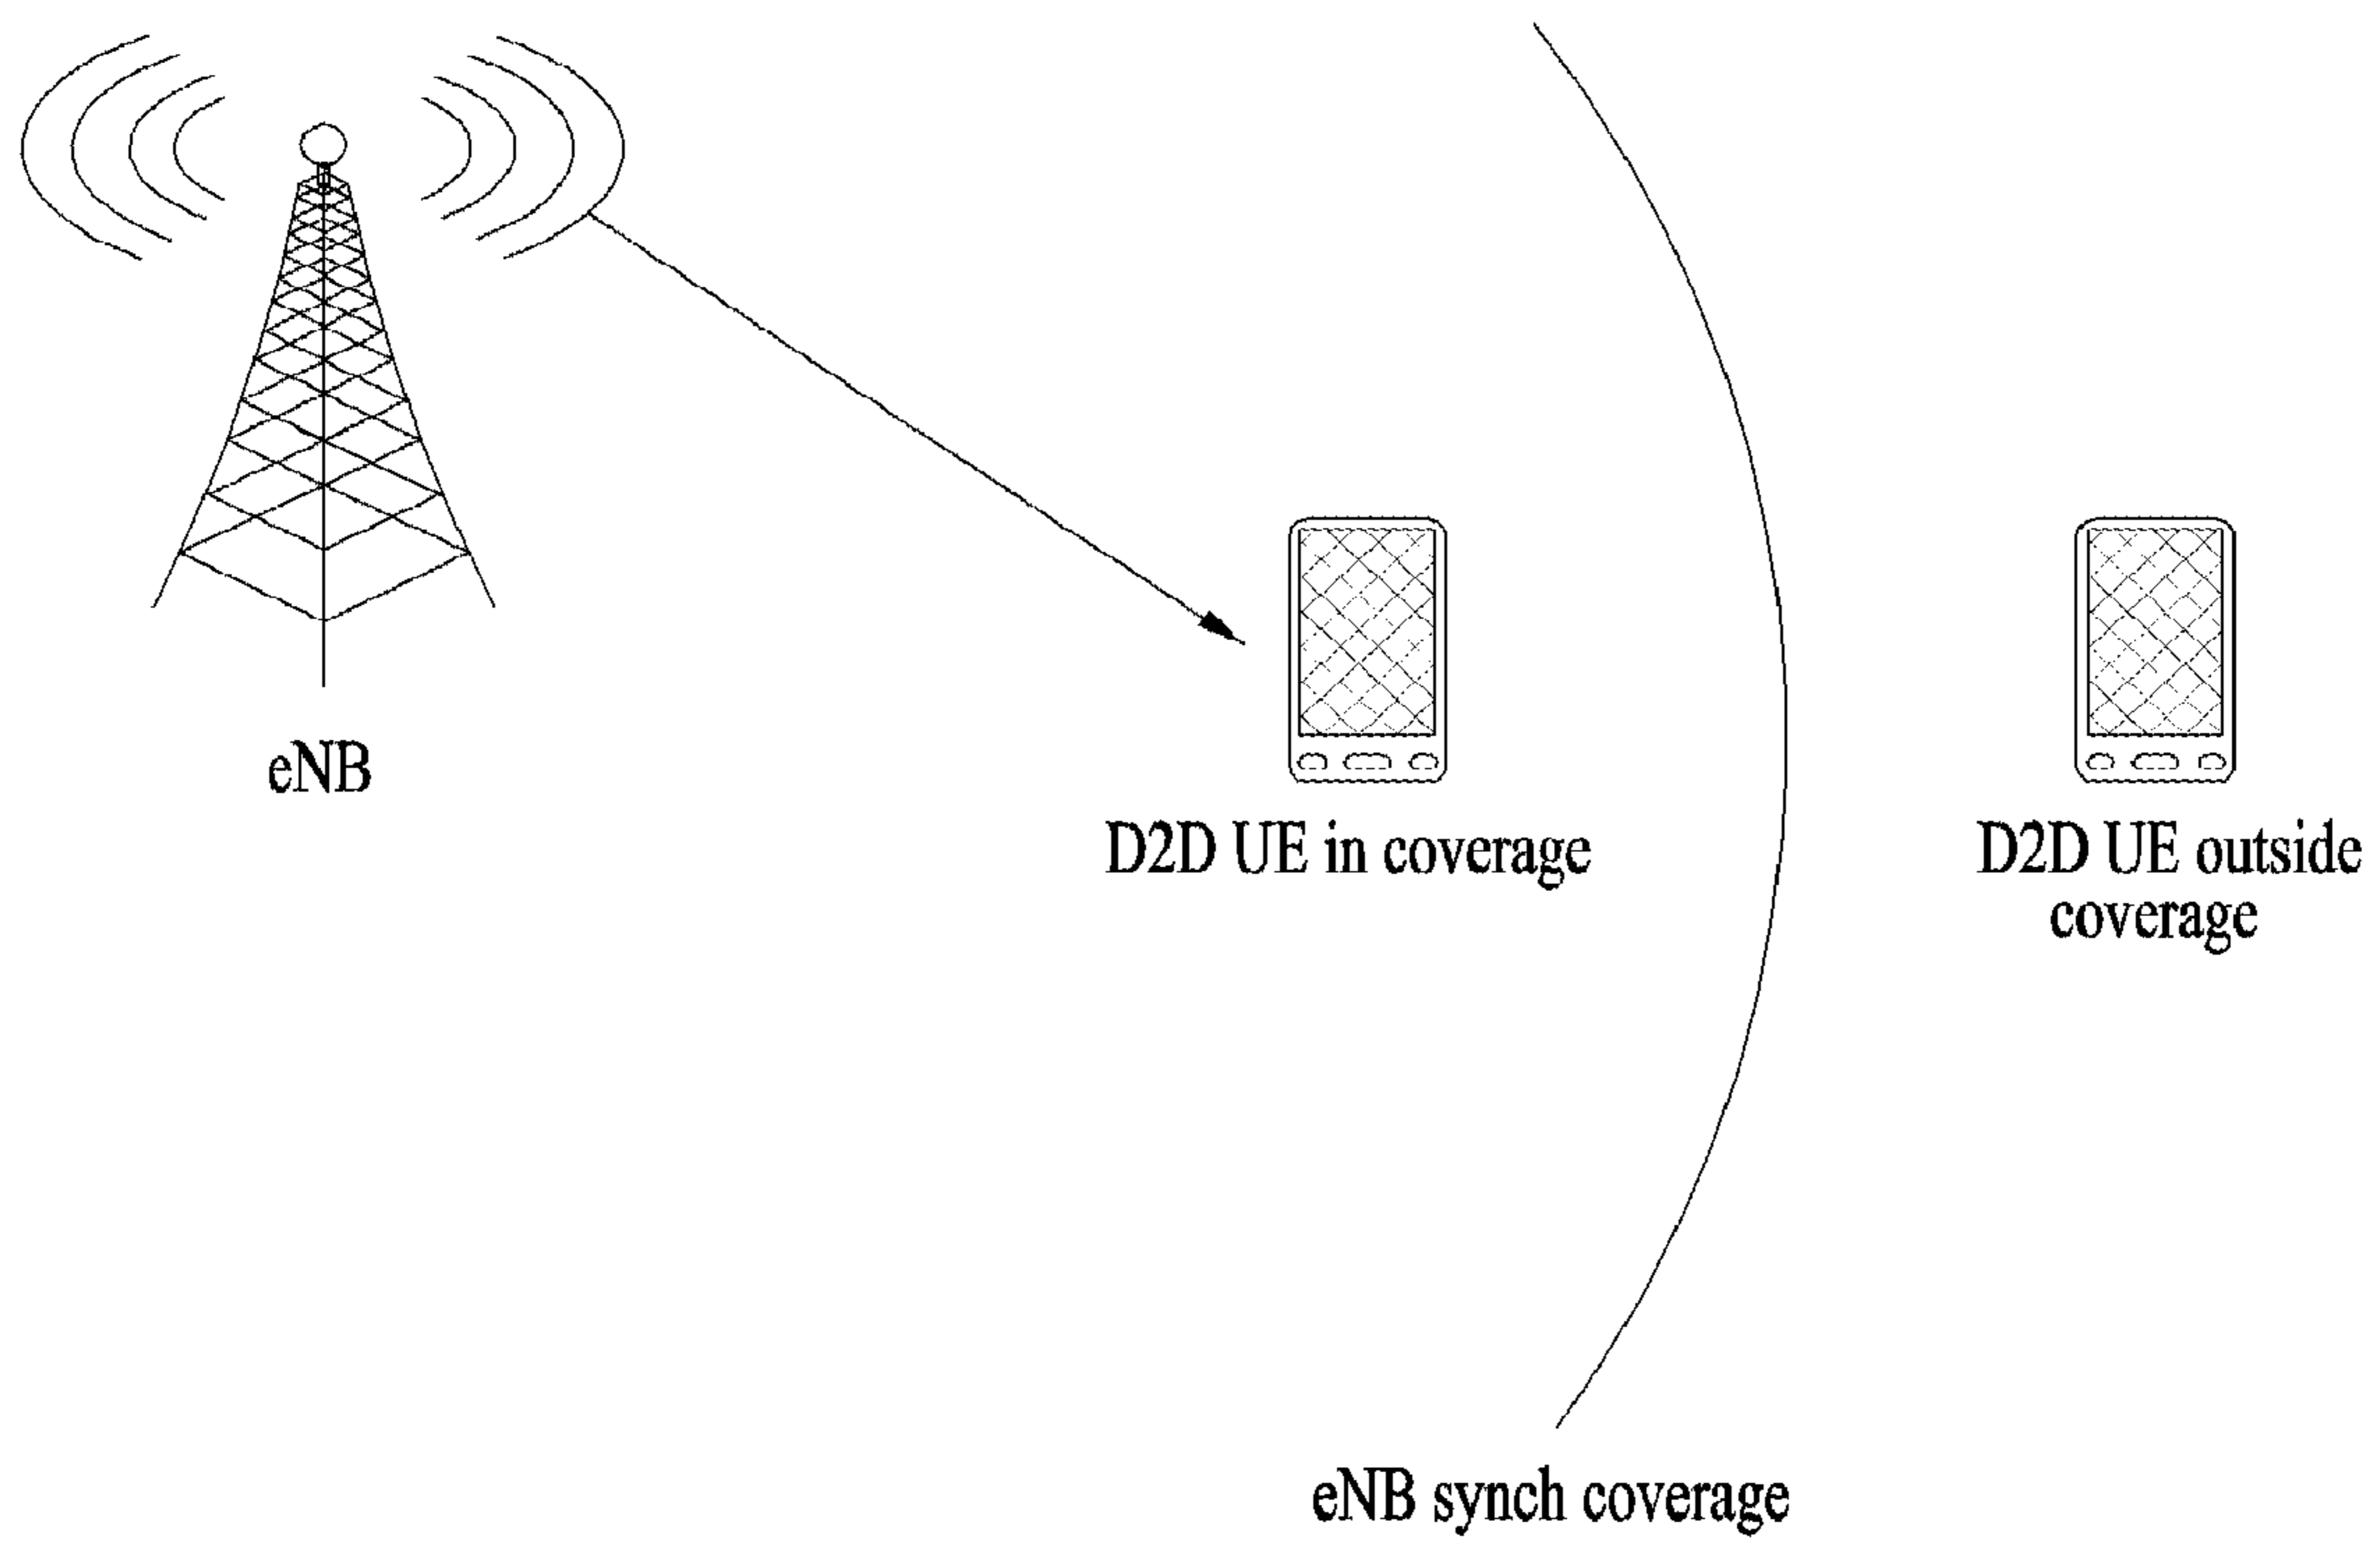 eNB
D2D UE in coverage
D2D UE outside
coverage
eNB synch coverage